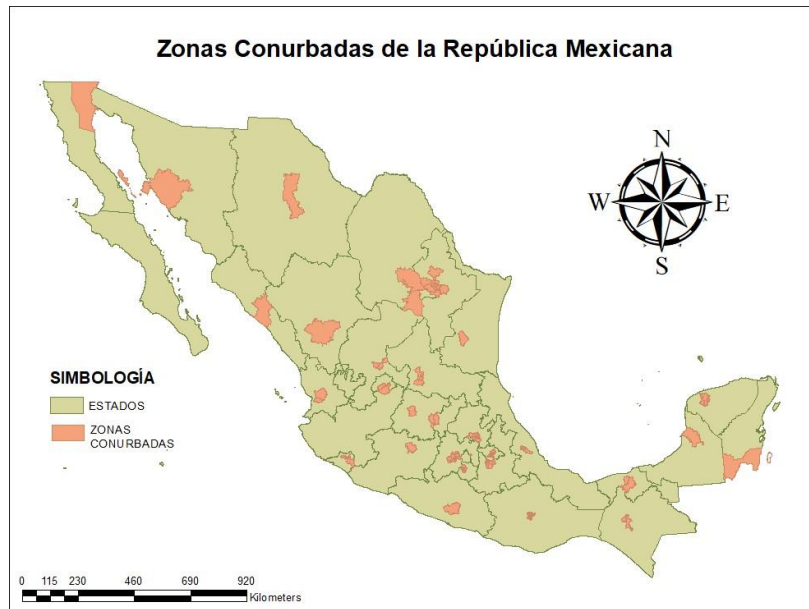 Zonas Conurbadas de la República Mexicana
N
W E
S
SIMBOLOGÍA
ESTADOS
ZONAS
CONURBADAS
0 115 230 460 690 920
Kilometers